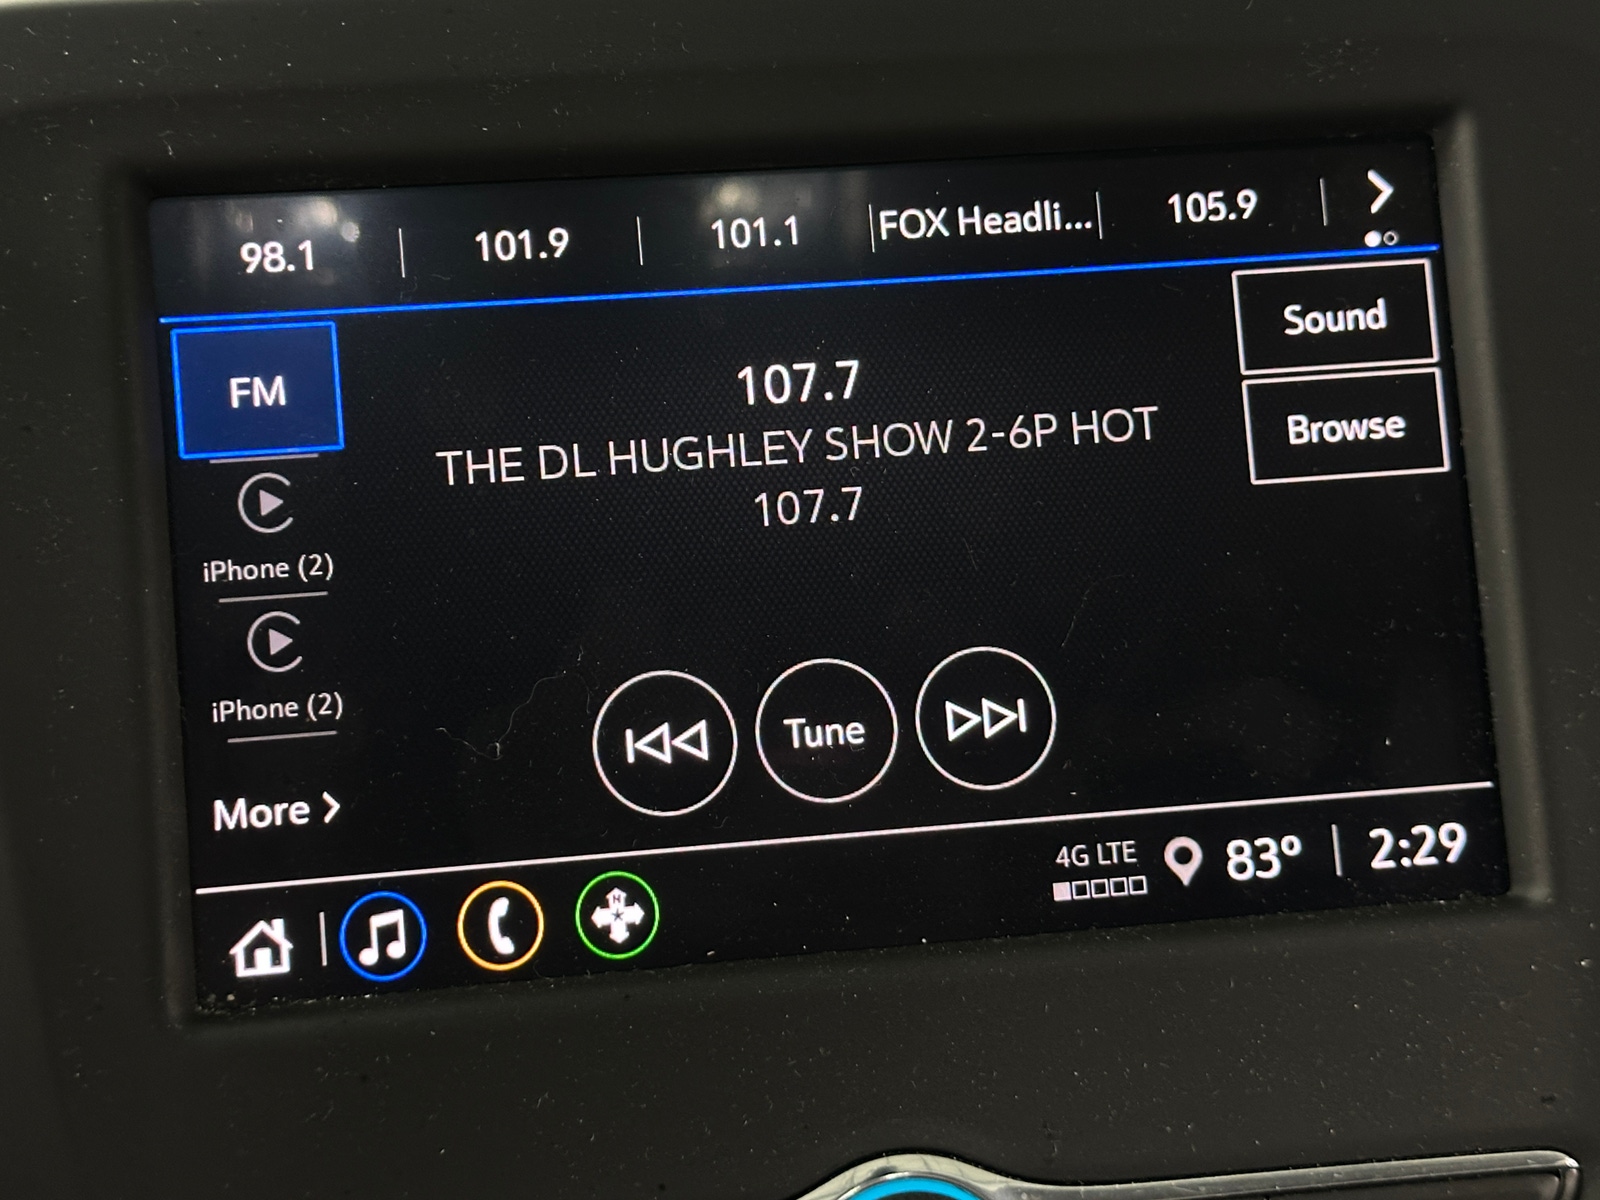 98.1 | 101.9 | 101.1 | FOX Headli... | 105.9
FM
Sound
107.7
THE DL HUGHLEY SHOW 2-6P HOT
107.7
Browse
iPhone (2)
iPhone (2)
Tune
More
4G LTE 83° | 2:29
N